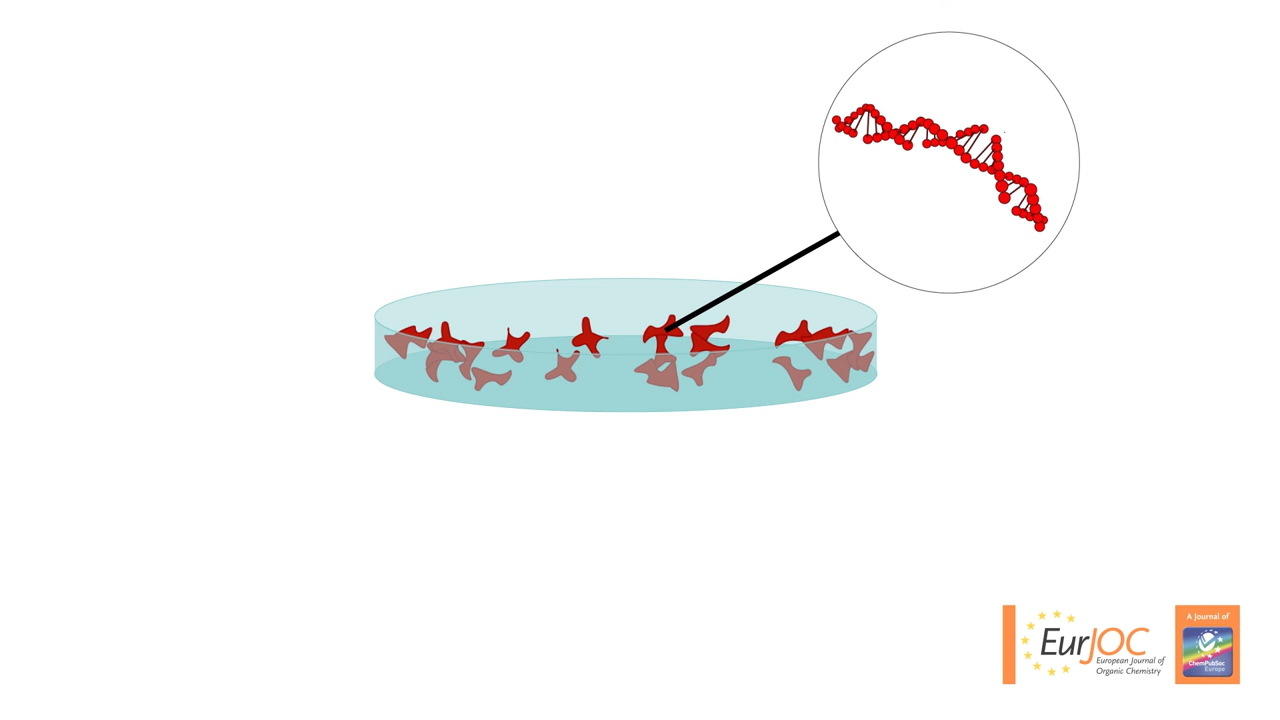 EurJOC
European Journal of
Organic Chemistry
A Journal of
ChemPubSoc
Europe